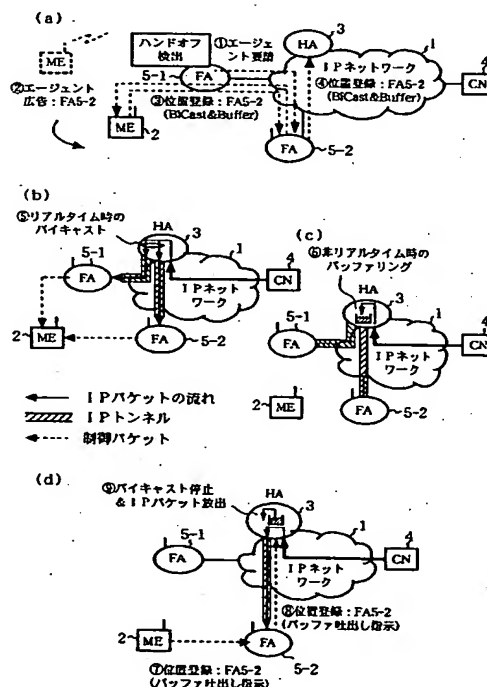 (a)
ME
ハンドオフ
検出
①エージェ
ント要請
3
HA
1
IPネットワーク
4
CN
5-1
FA
②エージェント
広告：FA5-2
③位置登録：FA5-2
(BiCast&Buffer)
④位置登録：FA5-2
(BiCast&Buffer)
ME
2
FA
5-2
(b)
⑤リアルタイム時の
バイキャスト
HA
3
1
5-1
FA
IPネット
ワーク
4
CN
2
ME
FA
5-2
(c)
⑥非リアルタイム時の
バッファリング
HA
3
1
4
5-1
FA
IPネット
ワーク
CN
2
ME
FA
5-2
IPパケットの流れ
IPトンネル
制御パケット
(d)
⑨バイキャスト停止
&IPパケット放出
HA
3
1
5-1
FA
IPネット
ワーク
4
CN
⑧位置登録：FA5-2
(バッファ吐出し指示)
2
ME
FA
5-2
⑦位置登録：FA5-2
(バッファ吐出し指示)